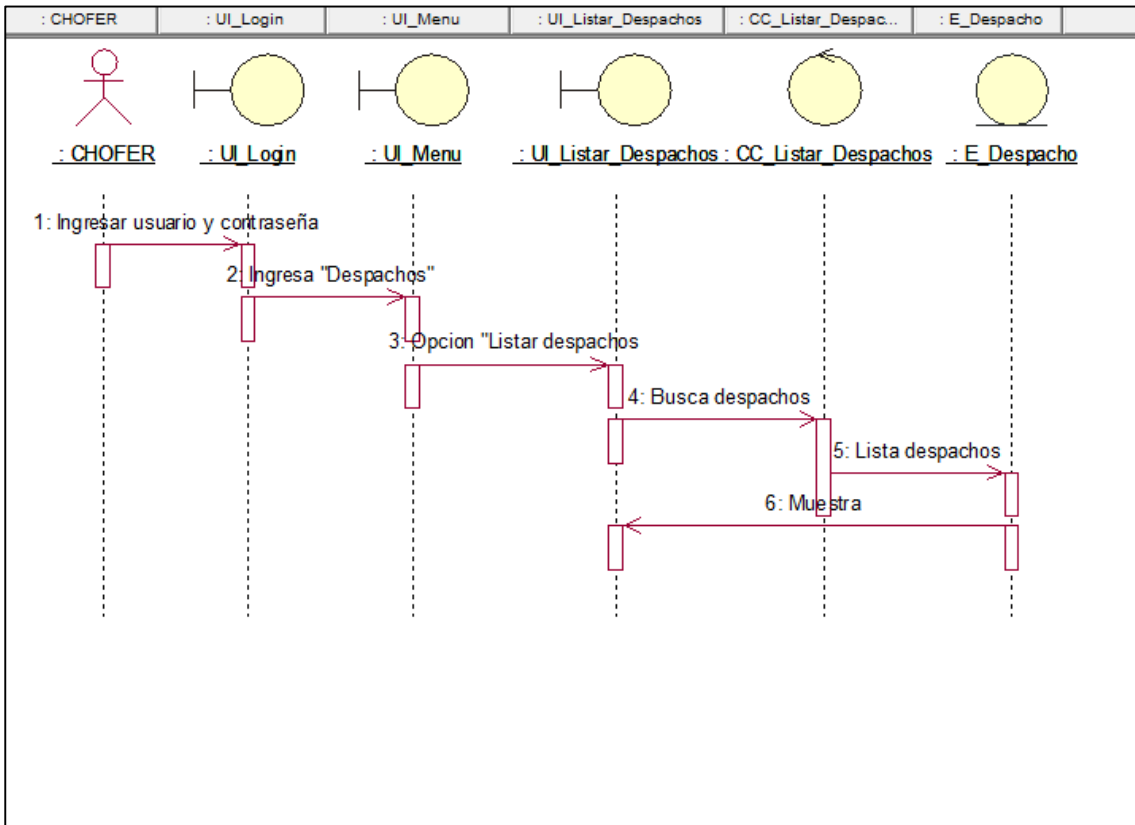 : CHOFER
: UI_Login
: UI_Menu
: UI_Listar_Despachos
: CC_Listar_Despac...
: E_Despacho
: CHOFER
: UI_Login
: UI_Menu
: UI_Listar_Despachos
: CC_Listar_Despachos
: E_Despacho
1: Ingresar usuario y contraseña
2: Ingresa "Despachos"
3: Opcion "Listar despachos
4: Busca despachos
5: Lista despachos
6: Muestra